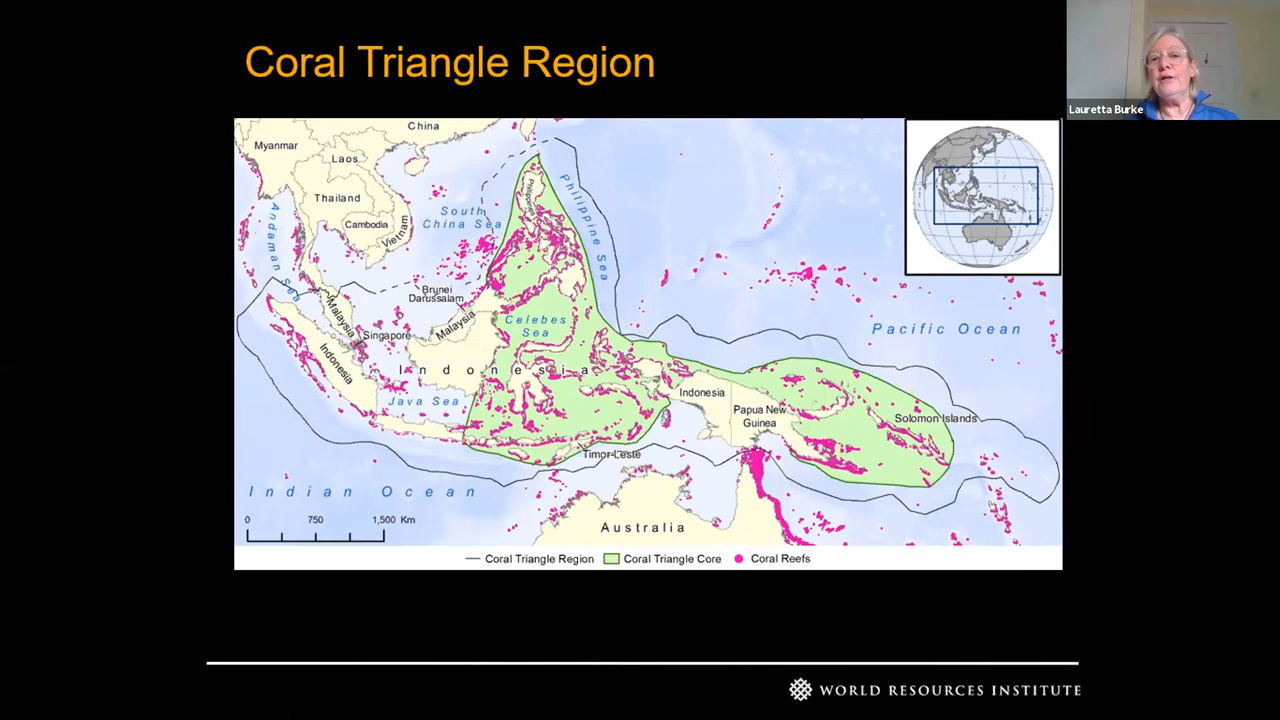 Coral Triangle Region
Lauretta Burke
China
Myanmar
Laos
Thailand
Cambodia
Vietnam
Andaman Sea
South
China Sea
Philippines
Philippine Sea
Brunei
Darussalam
Malaysia
Malaysia
Singapore
Celebes
Sea
Pacific Ocean
Indonesia
Indonesia
Java Sea
Indonesia
Papua New
Guinea
Solomon Islands
Timor-Leste
Indian Ocean
Australia
0 750 1,500 Km
Coral Triangle Region Coral Triangle Core Coral Reefs
WORLD RESOURCES INSTITUTE